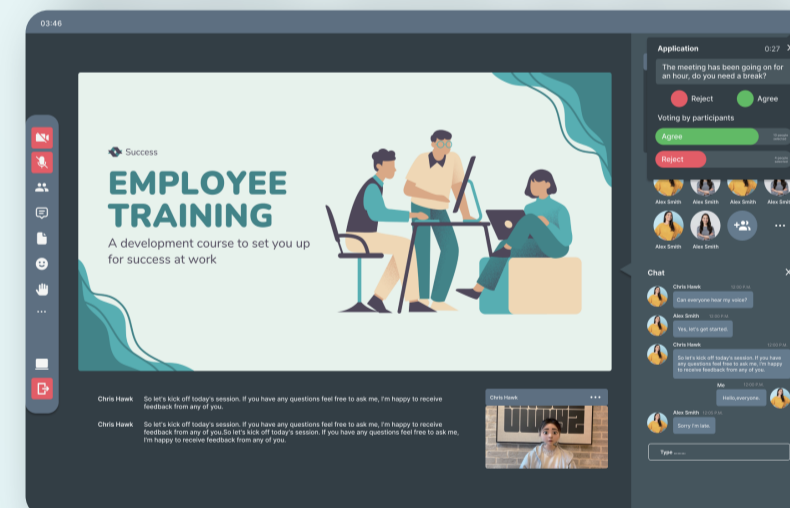 03:46
Success
EMPLOYEE
TRAINING
A development course to set you up
for success at work
Chris Hawk
So let's kick off today's session. If you have any questions feel free to ask me, I'm happy to receive
feedback from any of you.
Chris Hawk
So let's kick off today's session. If you have any questions feel free to ask me, I'm happy to receive
feedback from any of you.So let's kick off today's session. If you have any questions feel free to ask me,
I'm happy to receive feedback from any of you.
Chris Hawk
Application
0:27
The meeting has been going on for
an hour, do you need a break?
Reject
Agree
Voting by participants
Agree
Reject
Alex Smith
Alex Smith
Alex Smith
Alex Smit
Alex Smith
Alex Smith
Chat
Chris Hawk
Can everyone hear my voice?
Alex Smith
Yes, let's get started.
Chris Hawk
So let's kick off today's session. If you have
any questions feel free to ask me, I'm happy
to receive feedback from any of you.
Me
Hello,everyone.
Alex Smith
Sorry I'm late.
Type ........